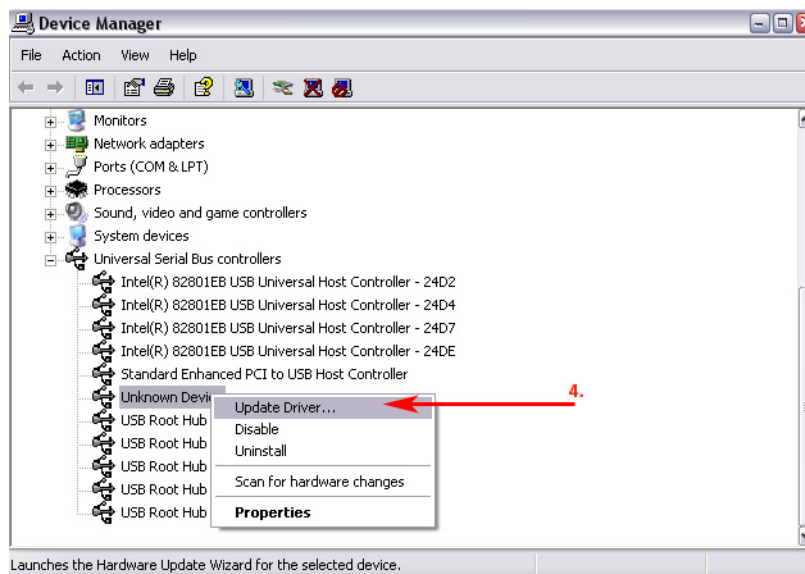 Device Manager
File Action View Help
Monitors
Network adapters
Ports (COM & LPT)
Processors
Sound, video and game controllers
System devices
Universal Serial Bus controllers
Intel(R) 82801EB USB Universal Host Controller - 24D2
Intel(R) 82801EB USB Universal Host Controller - 24D4
Intel(R) 82801EB USB Universal Host Controller - 24D7
Intel(R) 82801EB USB Universal Host Controller - 24DE
Standard Enhanced PCI to USB Host Controller
Unknown Devi
4.
Update Driver...
USB Root Hub
Disable
USB Root Hub
Uninstall
USB Root Hub
Scan for hardware changes
USB Root Hub
USB Root Hub
Properties
Launches the Hardware Update Wizard for the selected device.